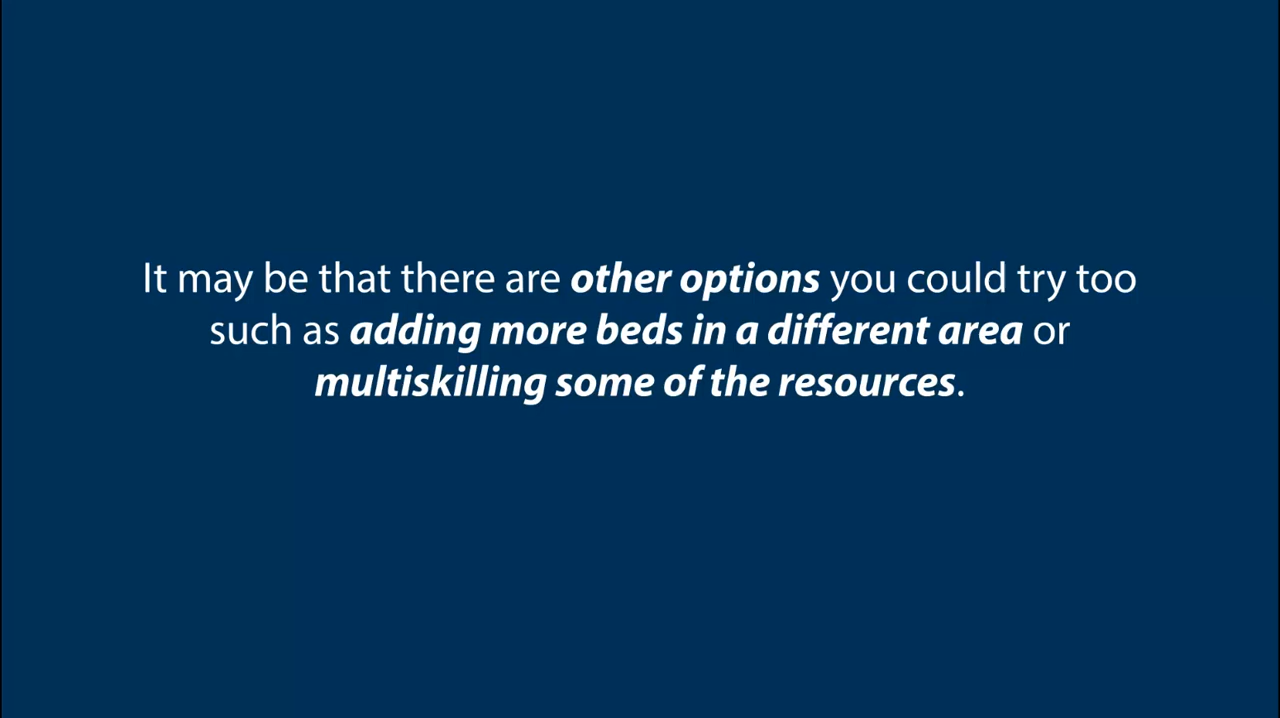 It may be that there are other options you could try too
such as adding more beds in a different area or
multiskilling some of the resources.